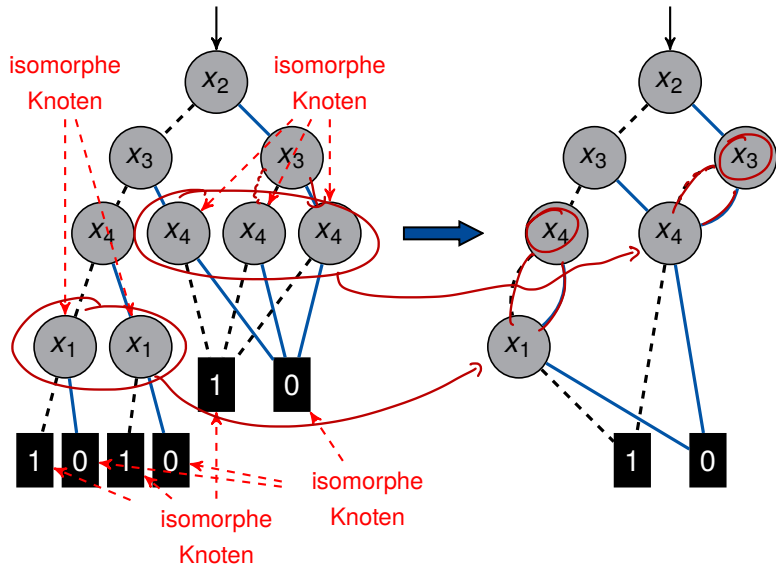 isomorphe
Knoten
isomorphe
Knoten
x2
x2
x3
x3
x3
x3
x4
x4
x4
x4
x4
x4
x1
x1
x1
1
0
1
0
1
0
1
0
isomorphe
Knoten
isomorphe
Knoten